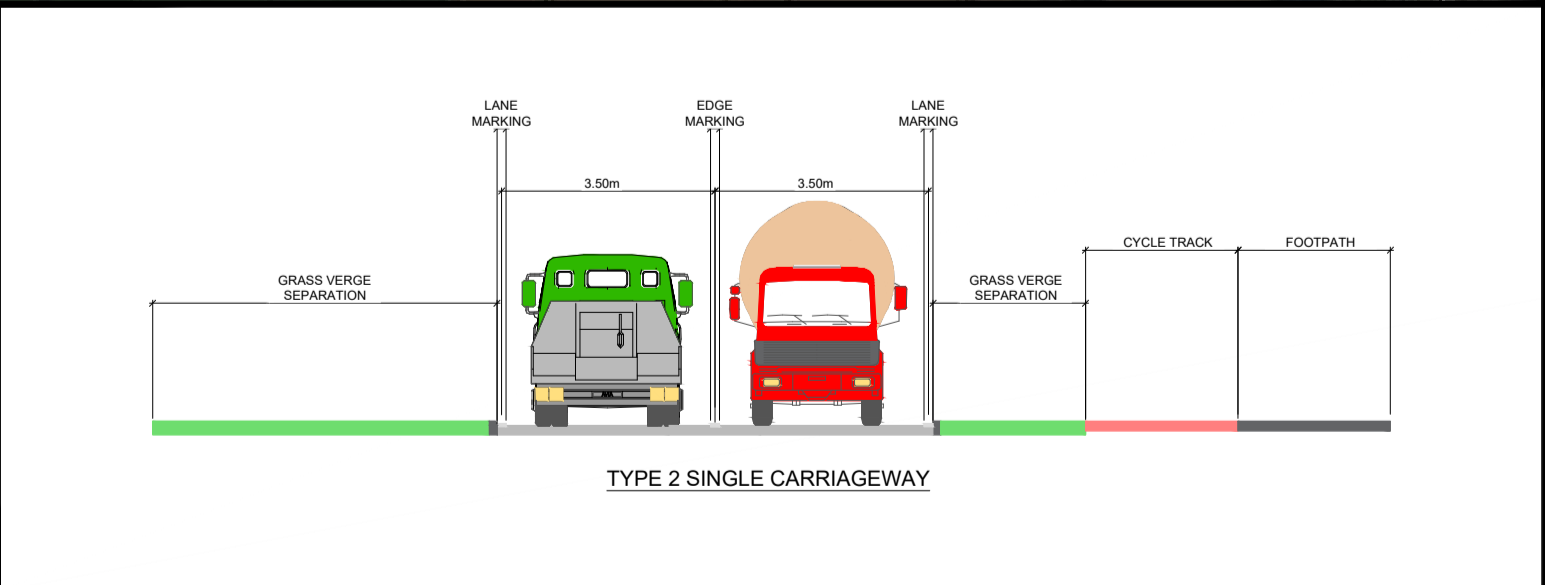 LANE
MARKING
EDGE
MARKING
LANE
MARKING
3.50m
3.50m
CYCLE TRACK
FOOTPATH
GRASS VERGE
SEPARATION
GRASS VERGE
SEPARATION
TYPE 2 SINGLE CARRIAGEWAY